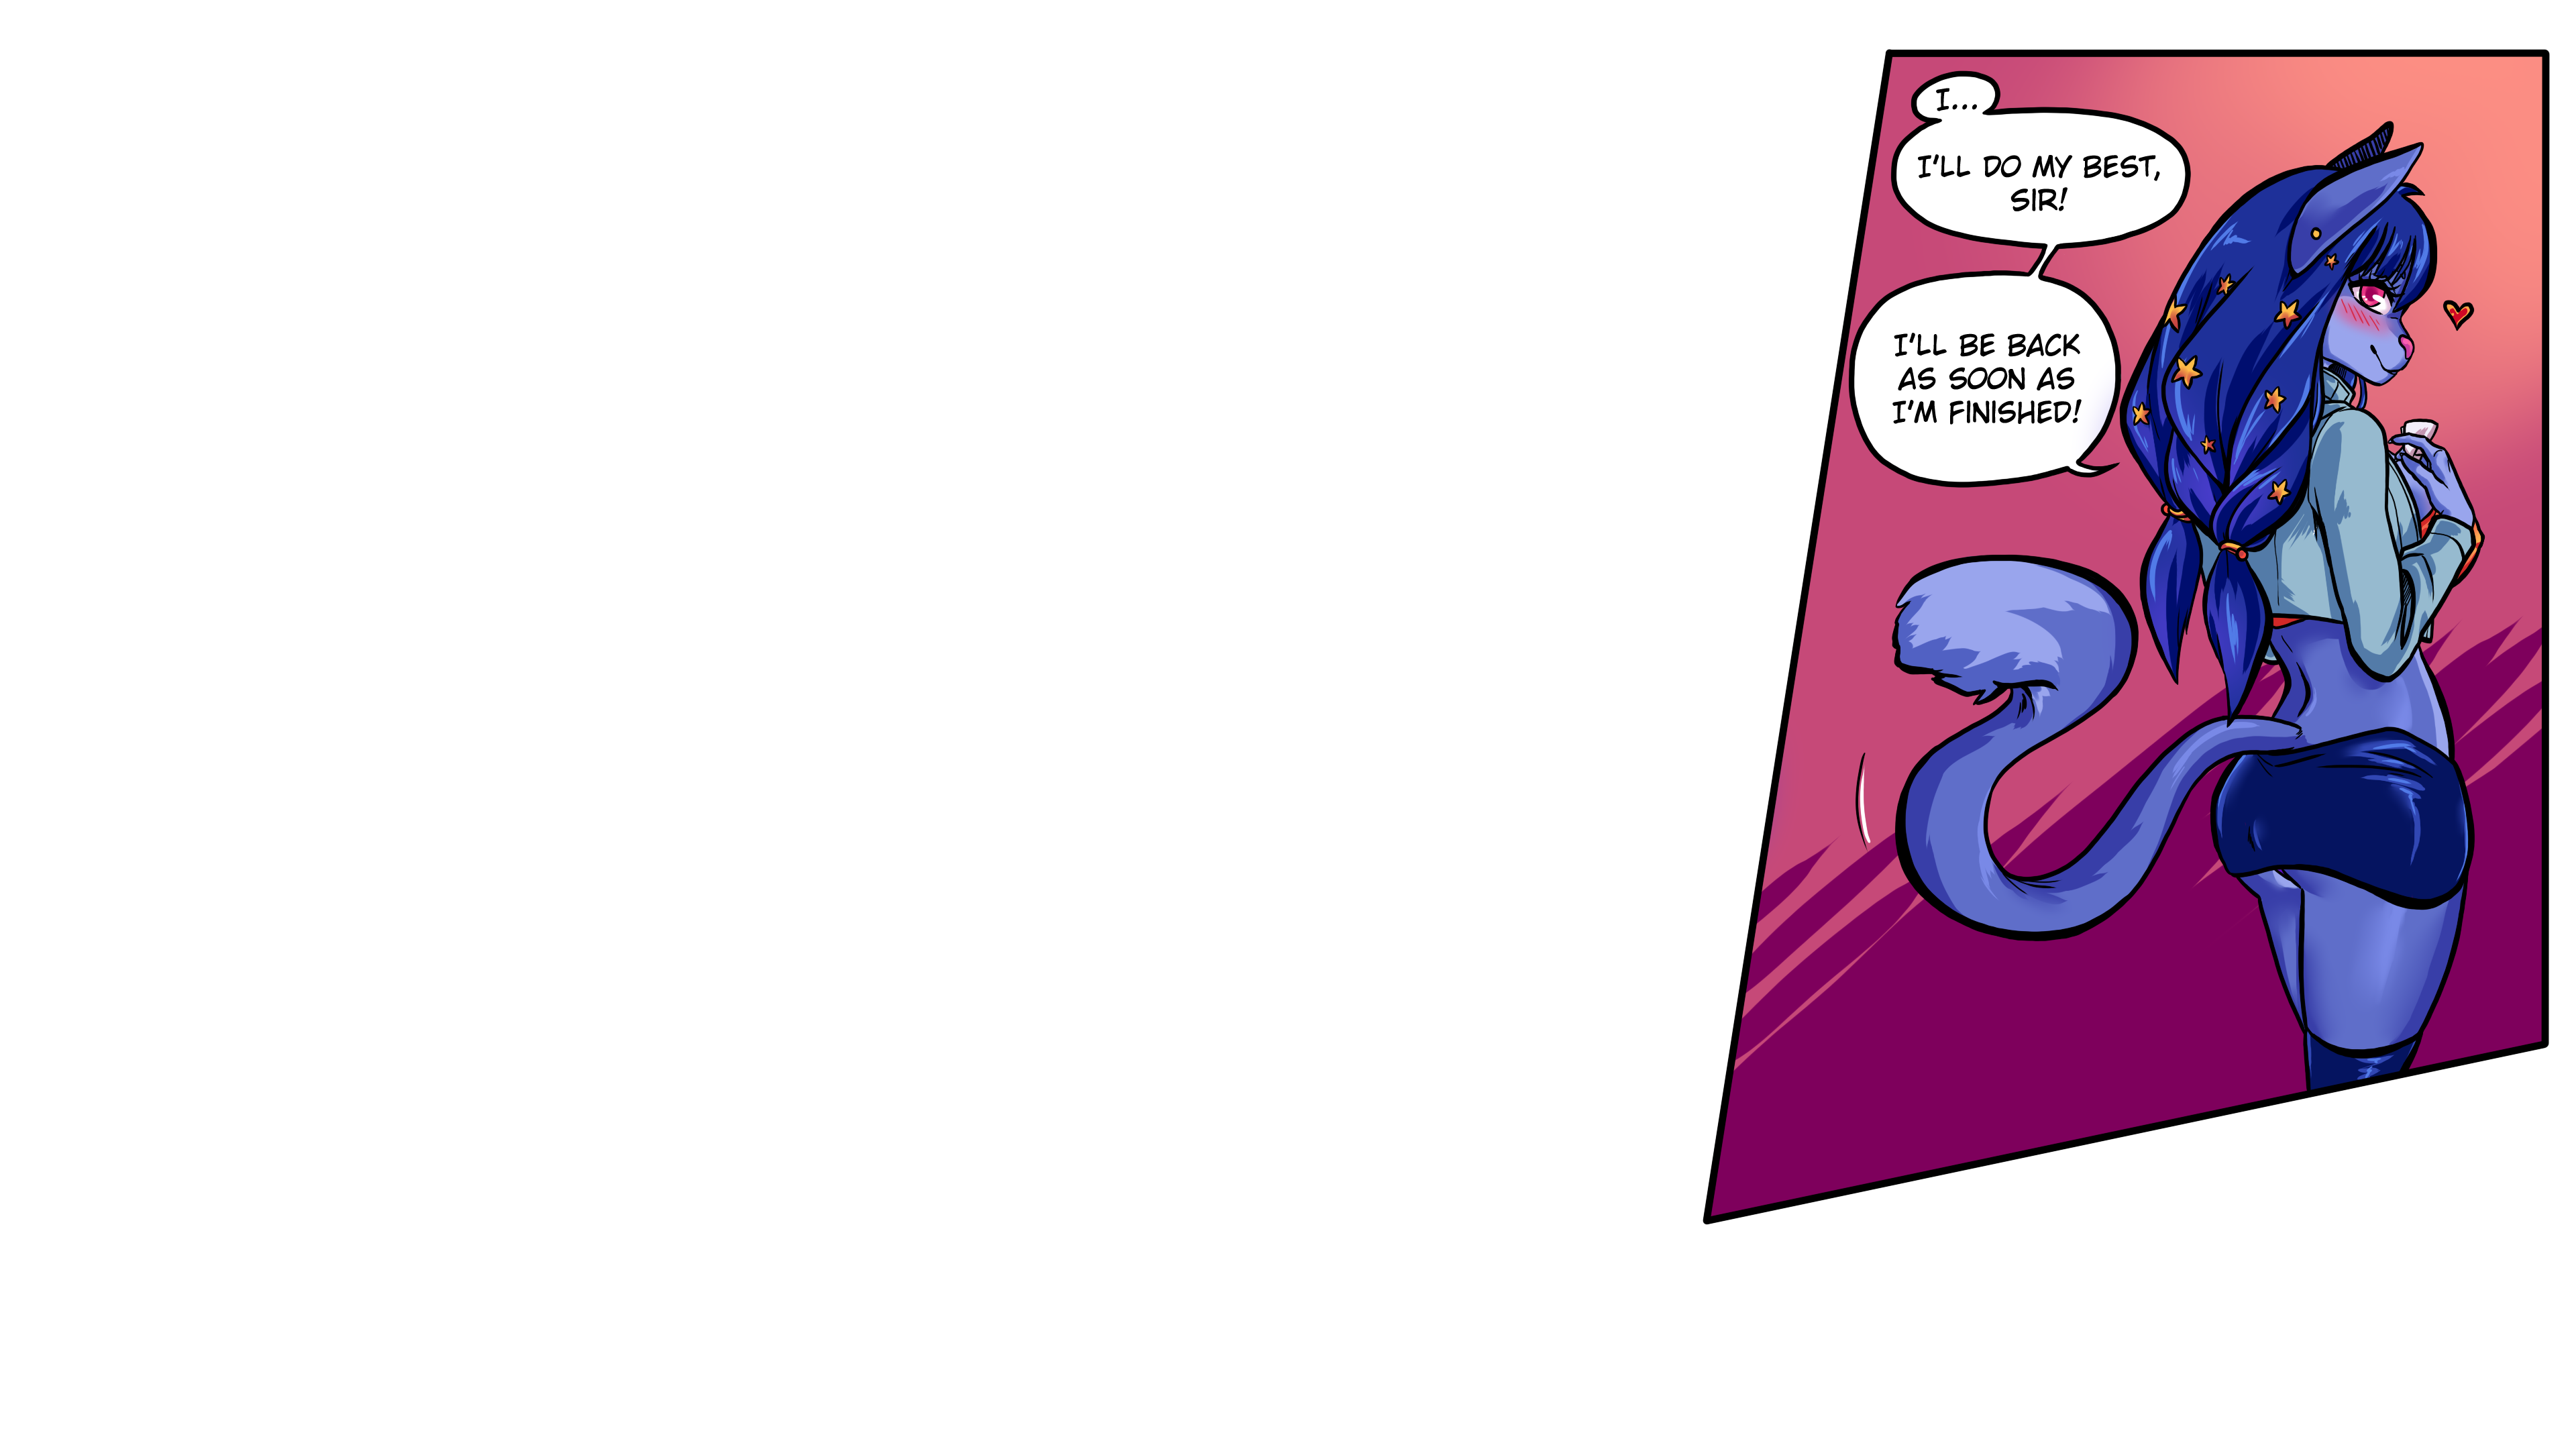 I...
I'LL DO MY BEST,
SIR!
I'LL BE BACK
AS SOON AS
I'M FINISHED!